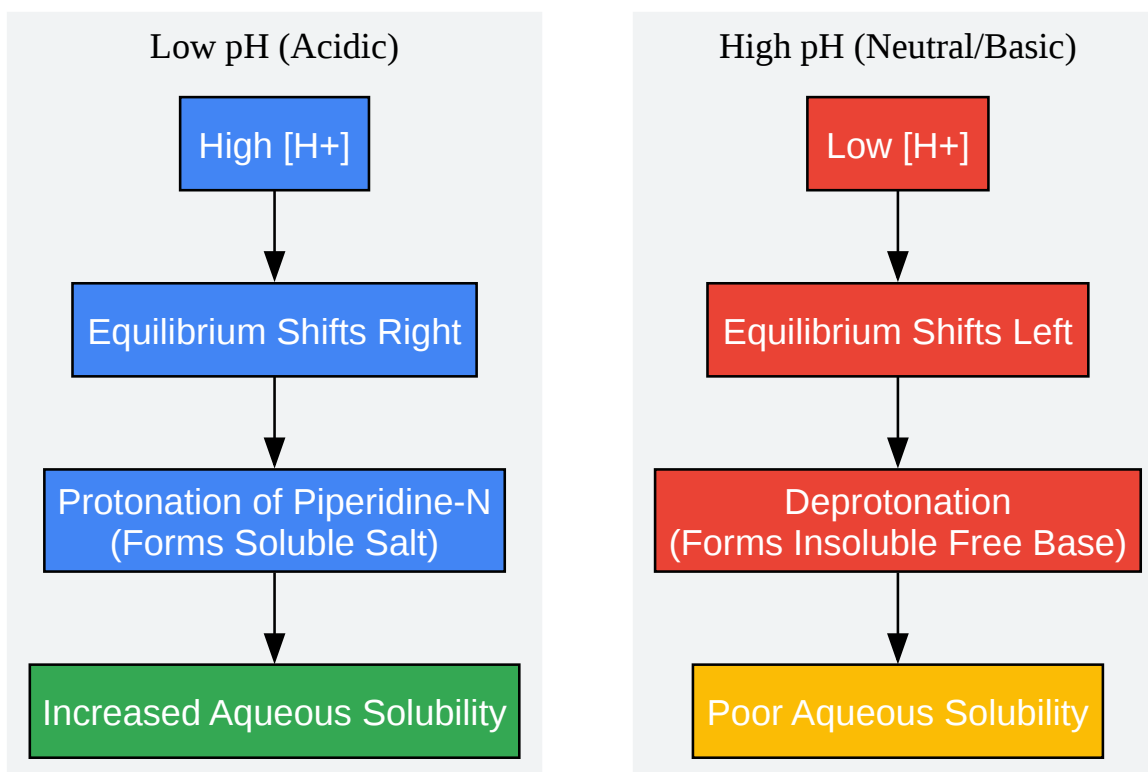 Low pH (Acidic)
High [H+]
Equilibrium Shifts Right
Protonation of Piperidine-N
(Forms Soluble Salt)
Increased Aqueous Solubility
High pH (Neutral/Basic)
Low [H+]
Equilibrium Shifts Left
Deprotonation
(Forms Insoluble Free Base)
Poor Aqueous Solubility